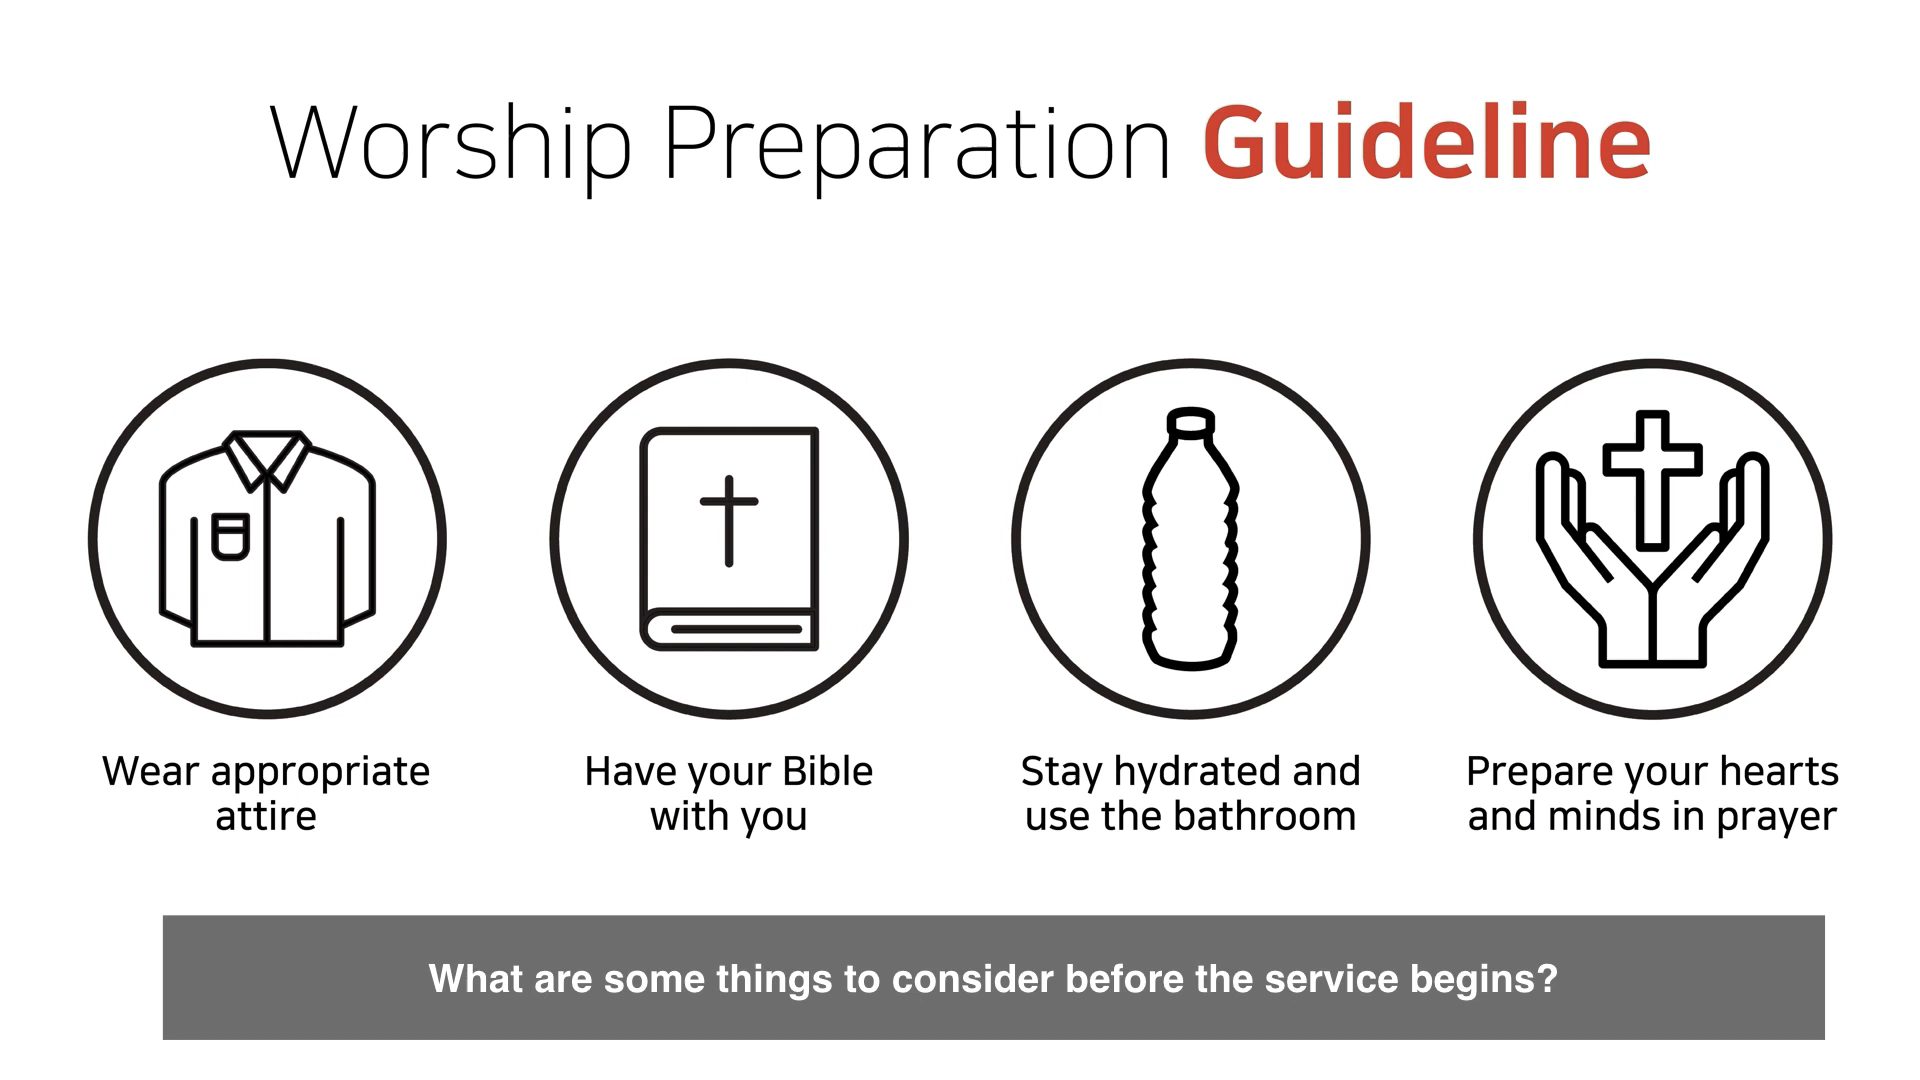 Worship Preparation Guideline
Wear appropriate
attire
Have your Bible
with you
Stay hydrated and
use the bathroom
Prepare your hearts
and minds in prayer
What are some things to consider before the service begins?